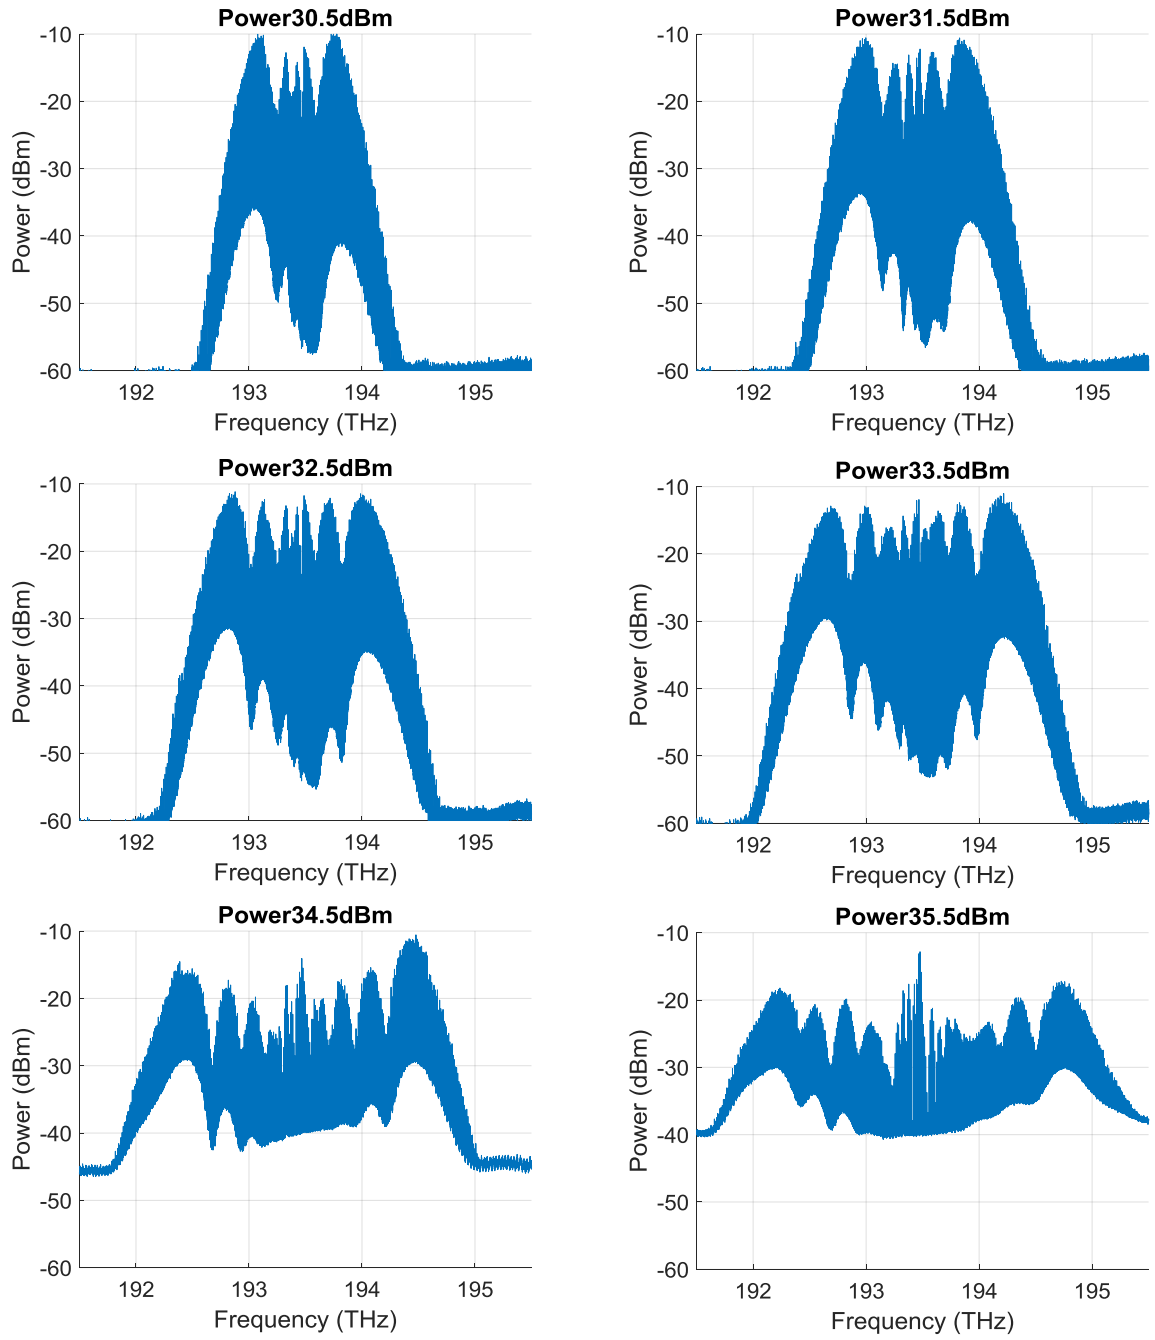 Power30.5dBm
-10
-20
-30
-40
-50
-60
Power (dBm)
192 193 194 195
Frequency (THz)
Power31.5dBm
-10
-20
-30
-40
-50
-60
Power (dBm)
192 193 194 195
Frequency (THz)
Power32.5dBm
-10
-20
-30
-40
-50
-60
Power (dBm)
192 193 194 195
Frequency (THz)
Power33.5dBm
-10
-20
-30
-40
-50
-60
Power (dBm)
192 193 194 195
Frequency (THz)
Power34.5dBm
-10
-20
-30
-40
-50
-60
Power (dBm)
192 193 194 195
Frequency (THz)
Power35.5dBm
-10
-20
-30
-40
-50
-60
Power (dBm)
192 193 194 195
Frequency (THz)